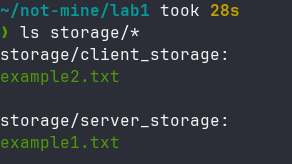 ~/not-mine/lab1 took 28s
❯ ls storage/*
storage/client_storage:
example2.txt

storage/server_storage:
example1.txt